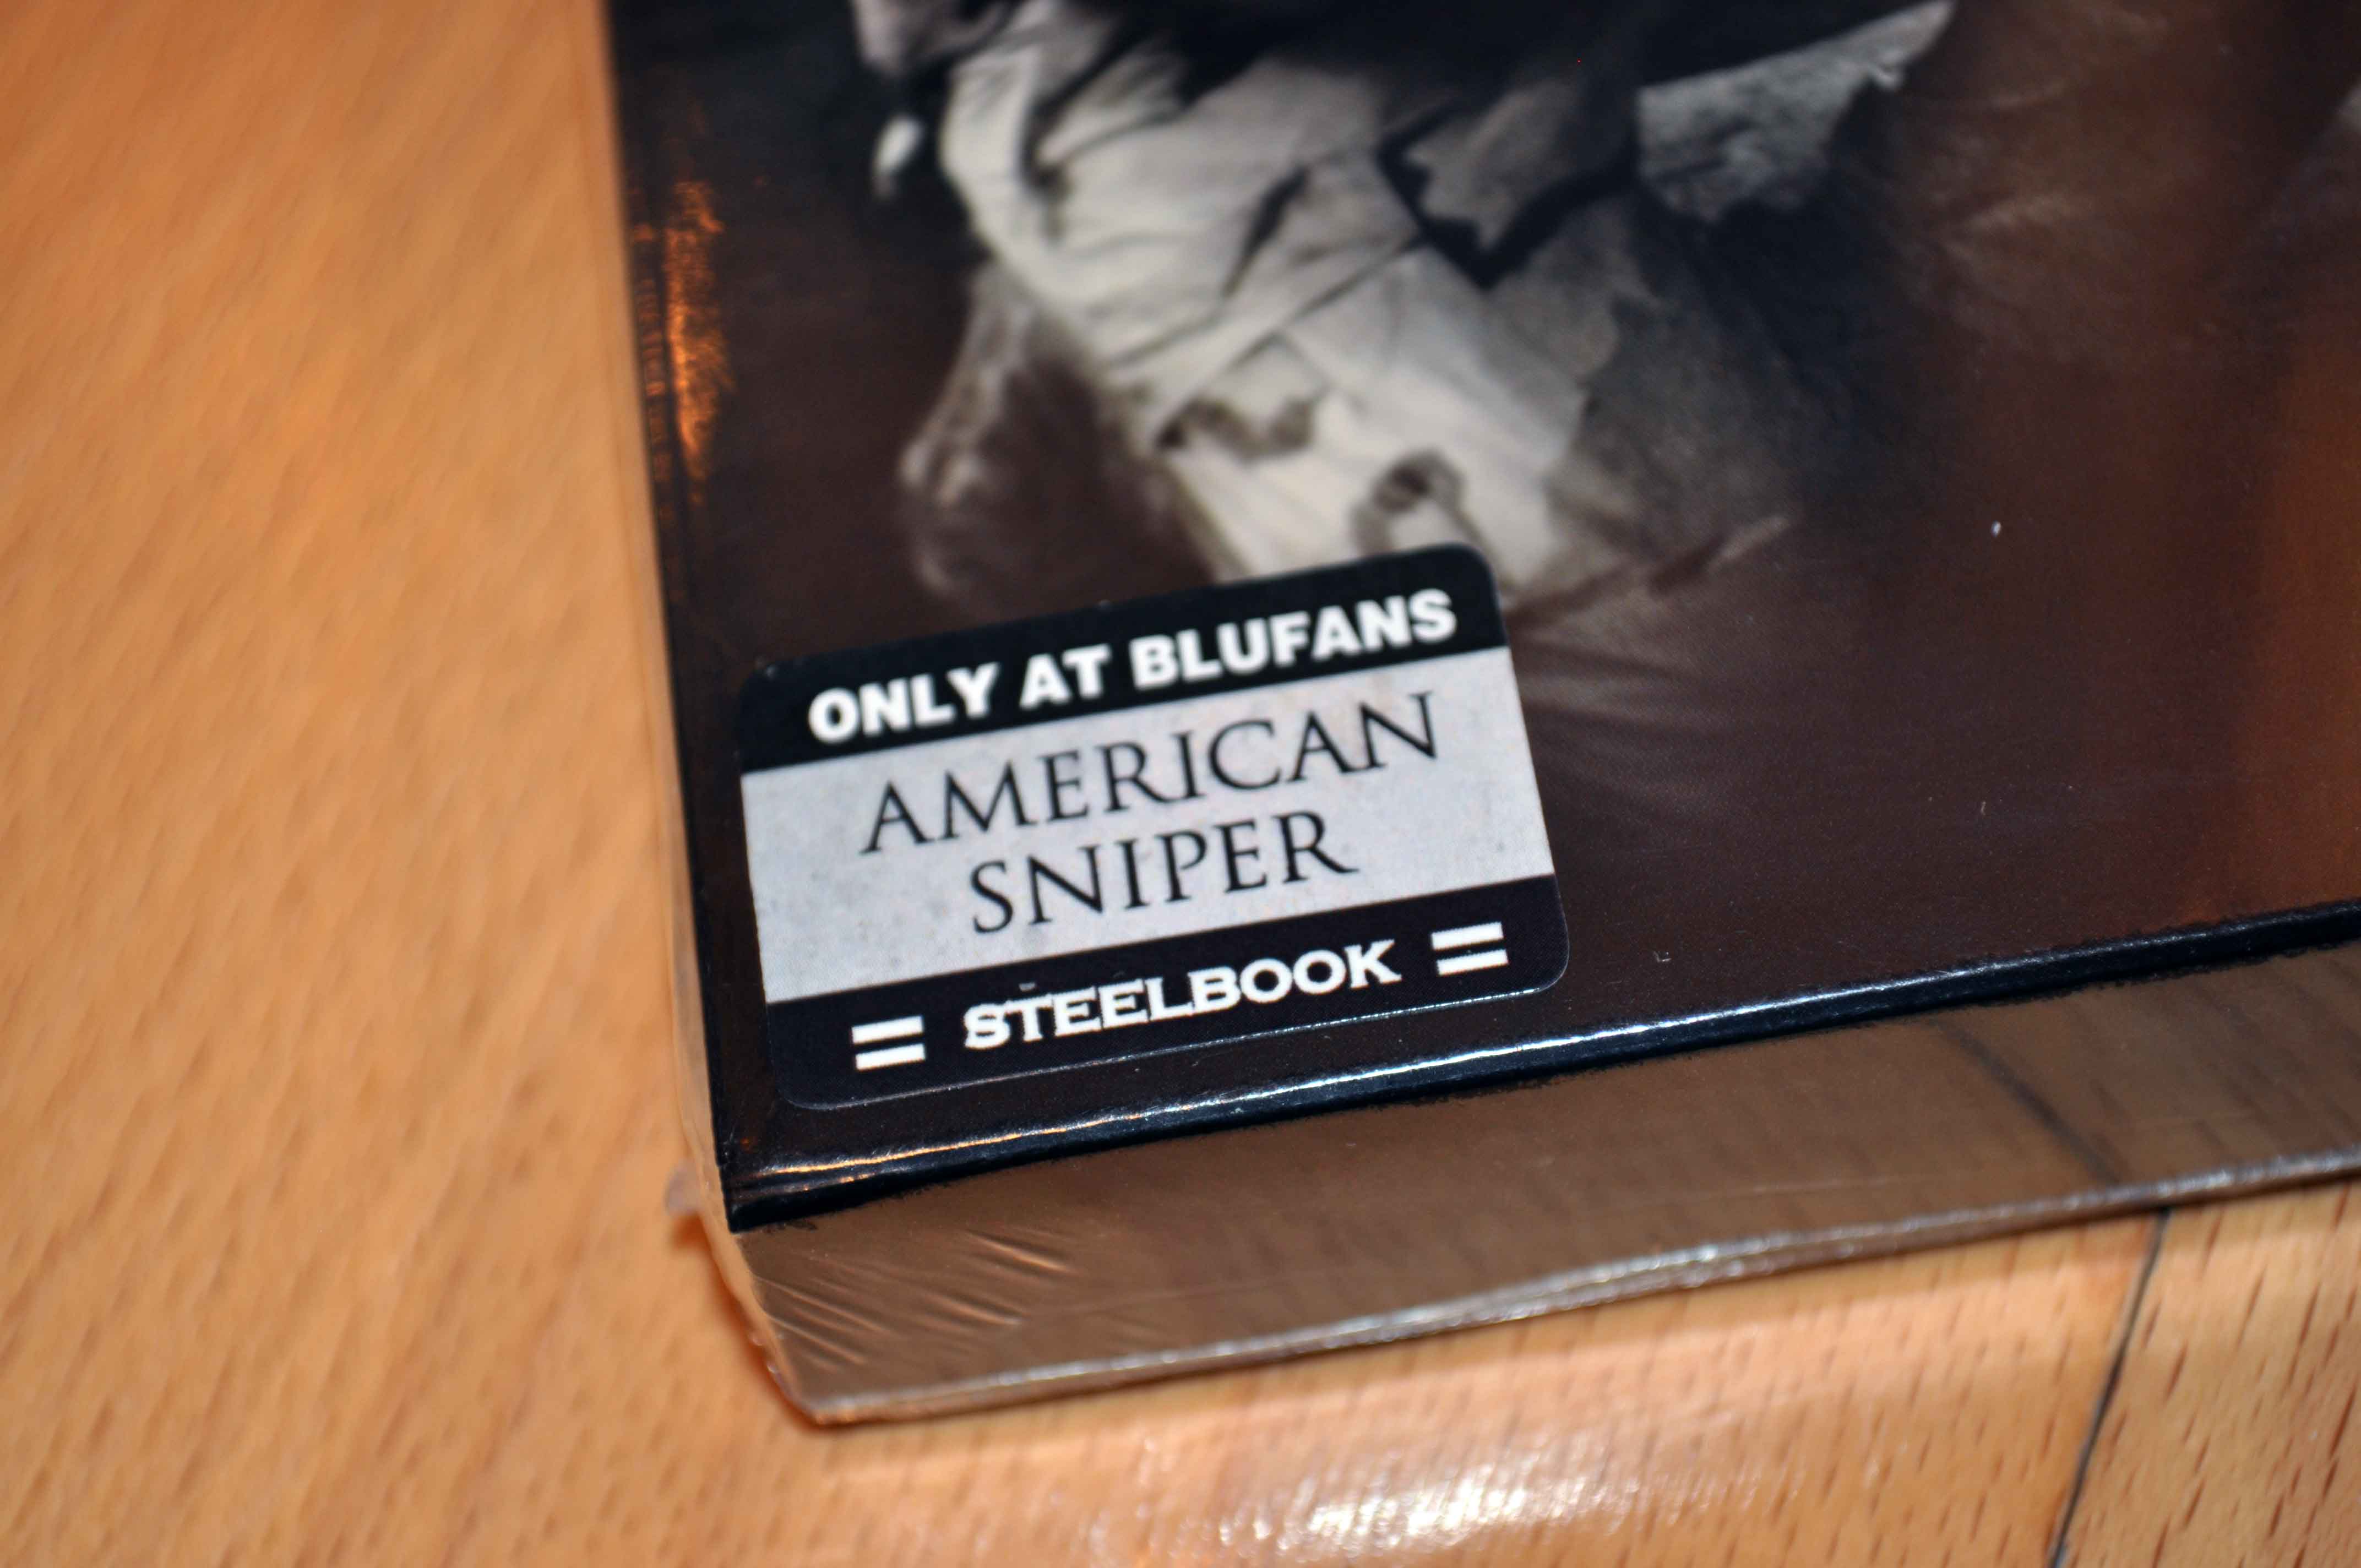 ONLY AT BLUFANS
AMERICAN
SNIPER
= STEELBOOK =